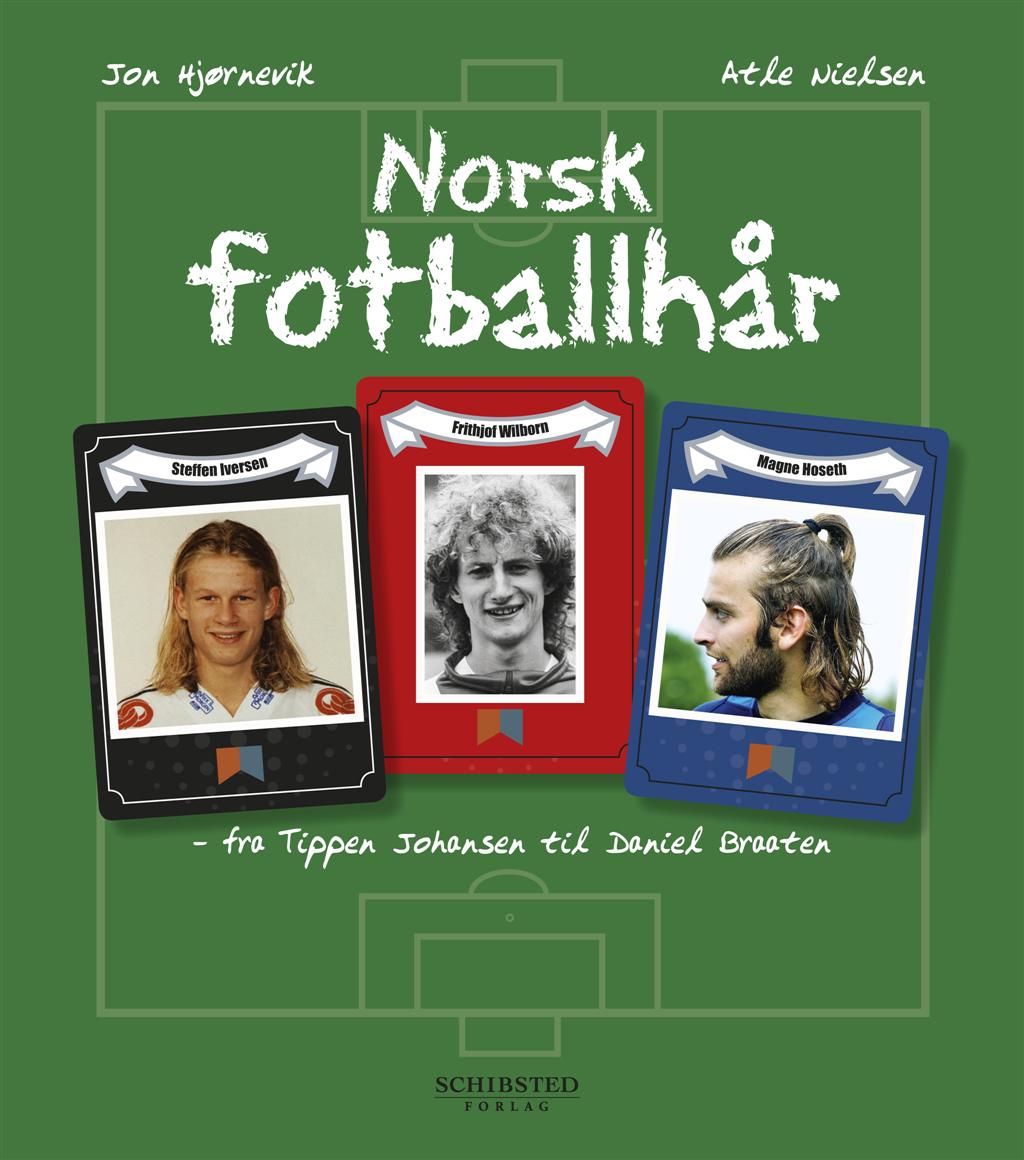 Jon Hjørnevik
Atle Nielsen
Norsk
fotballhår
Steffen Iversen
Frithjof Wilborn
Magne Hoseth
– fra Tippen Johansen til Daniel Braaten
SCHIBSTED
FORLAG